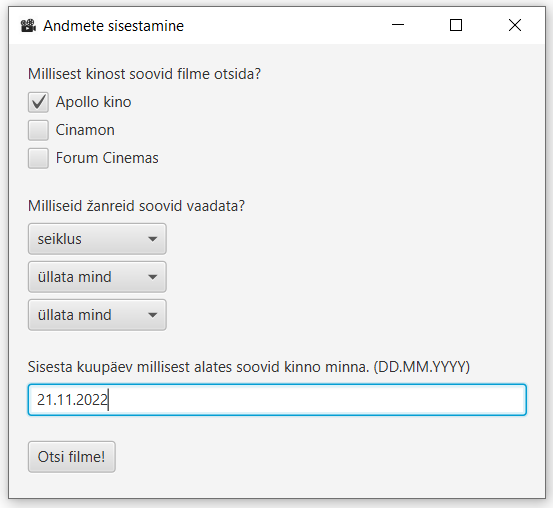 Andmete sisestamine
Millisest kinost soovid filme otsida?
Apollo kino
Cinamon
Forum Cinemas
Milliseid žanreid soovid vaadata?
seiklus
üllata mind
üllata mind
Sisesta kuupäev millisest alates soovid kinno minna. (DD.MM.YYYY)
21.11.2022
Otsi filme!